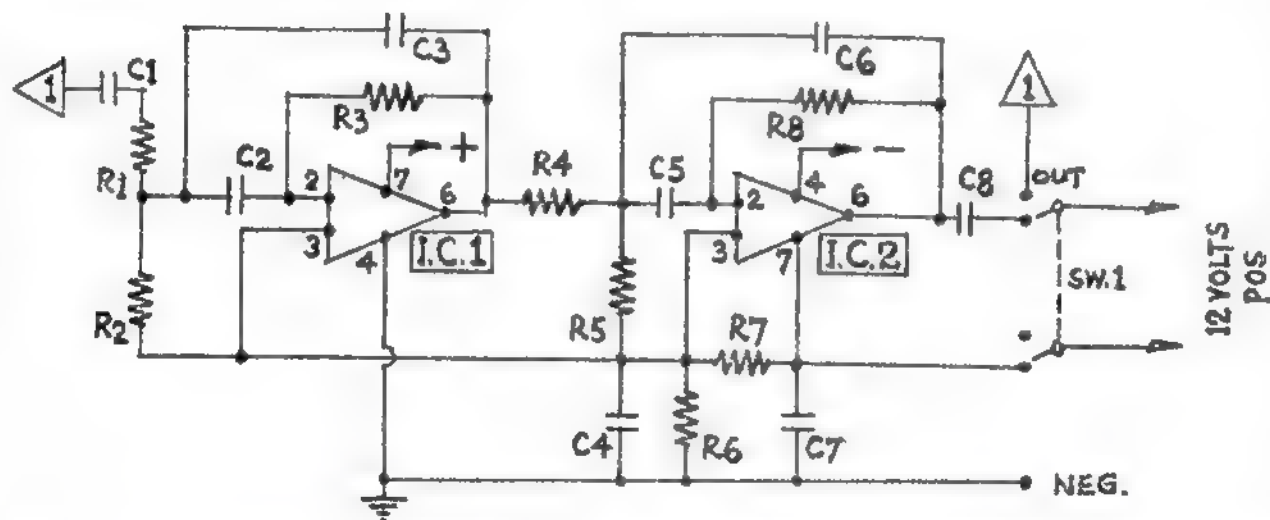 1
C1
R1
R2
C2
C3
R3
2
3
7
+
6
4
I.C.1
R4
R5
C4
C5
C6
R8
2
3
4
−
6
7
I.C.2
R7
R6
C7
C8
1
OUT
SW.1
12 VOLTS
POS
NEG.